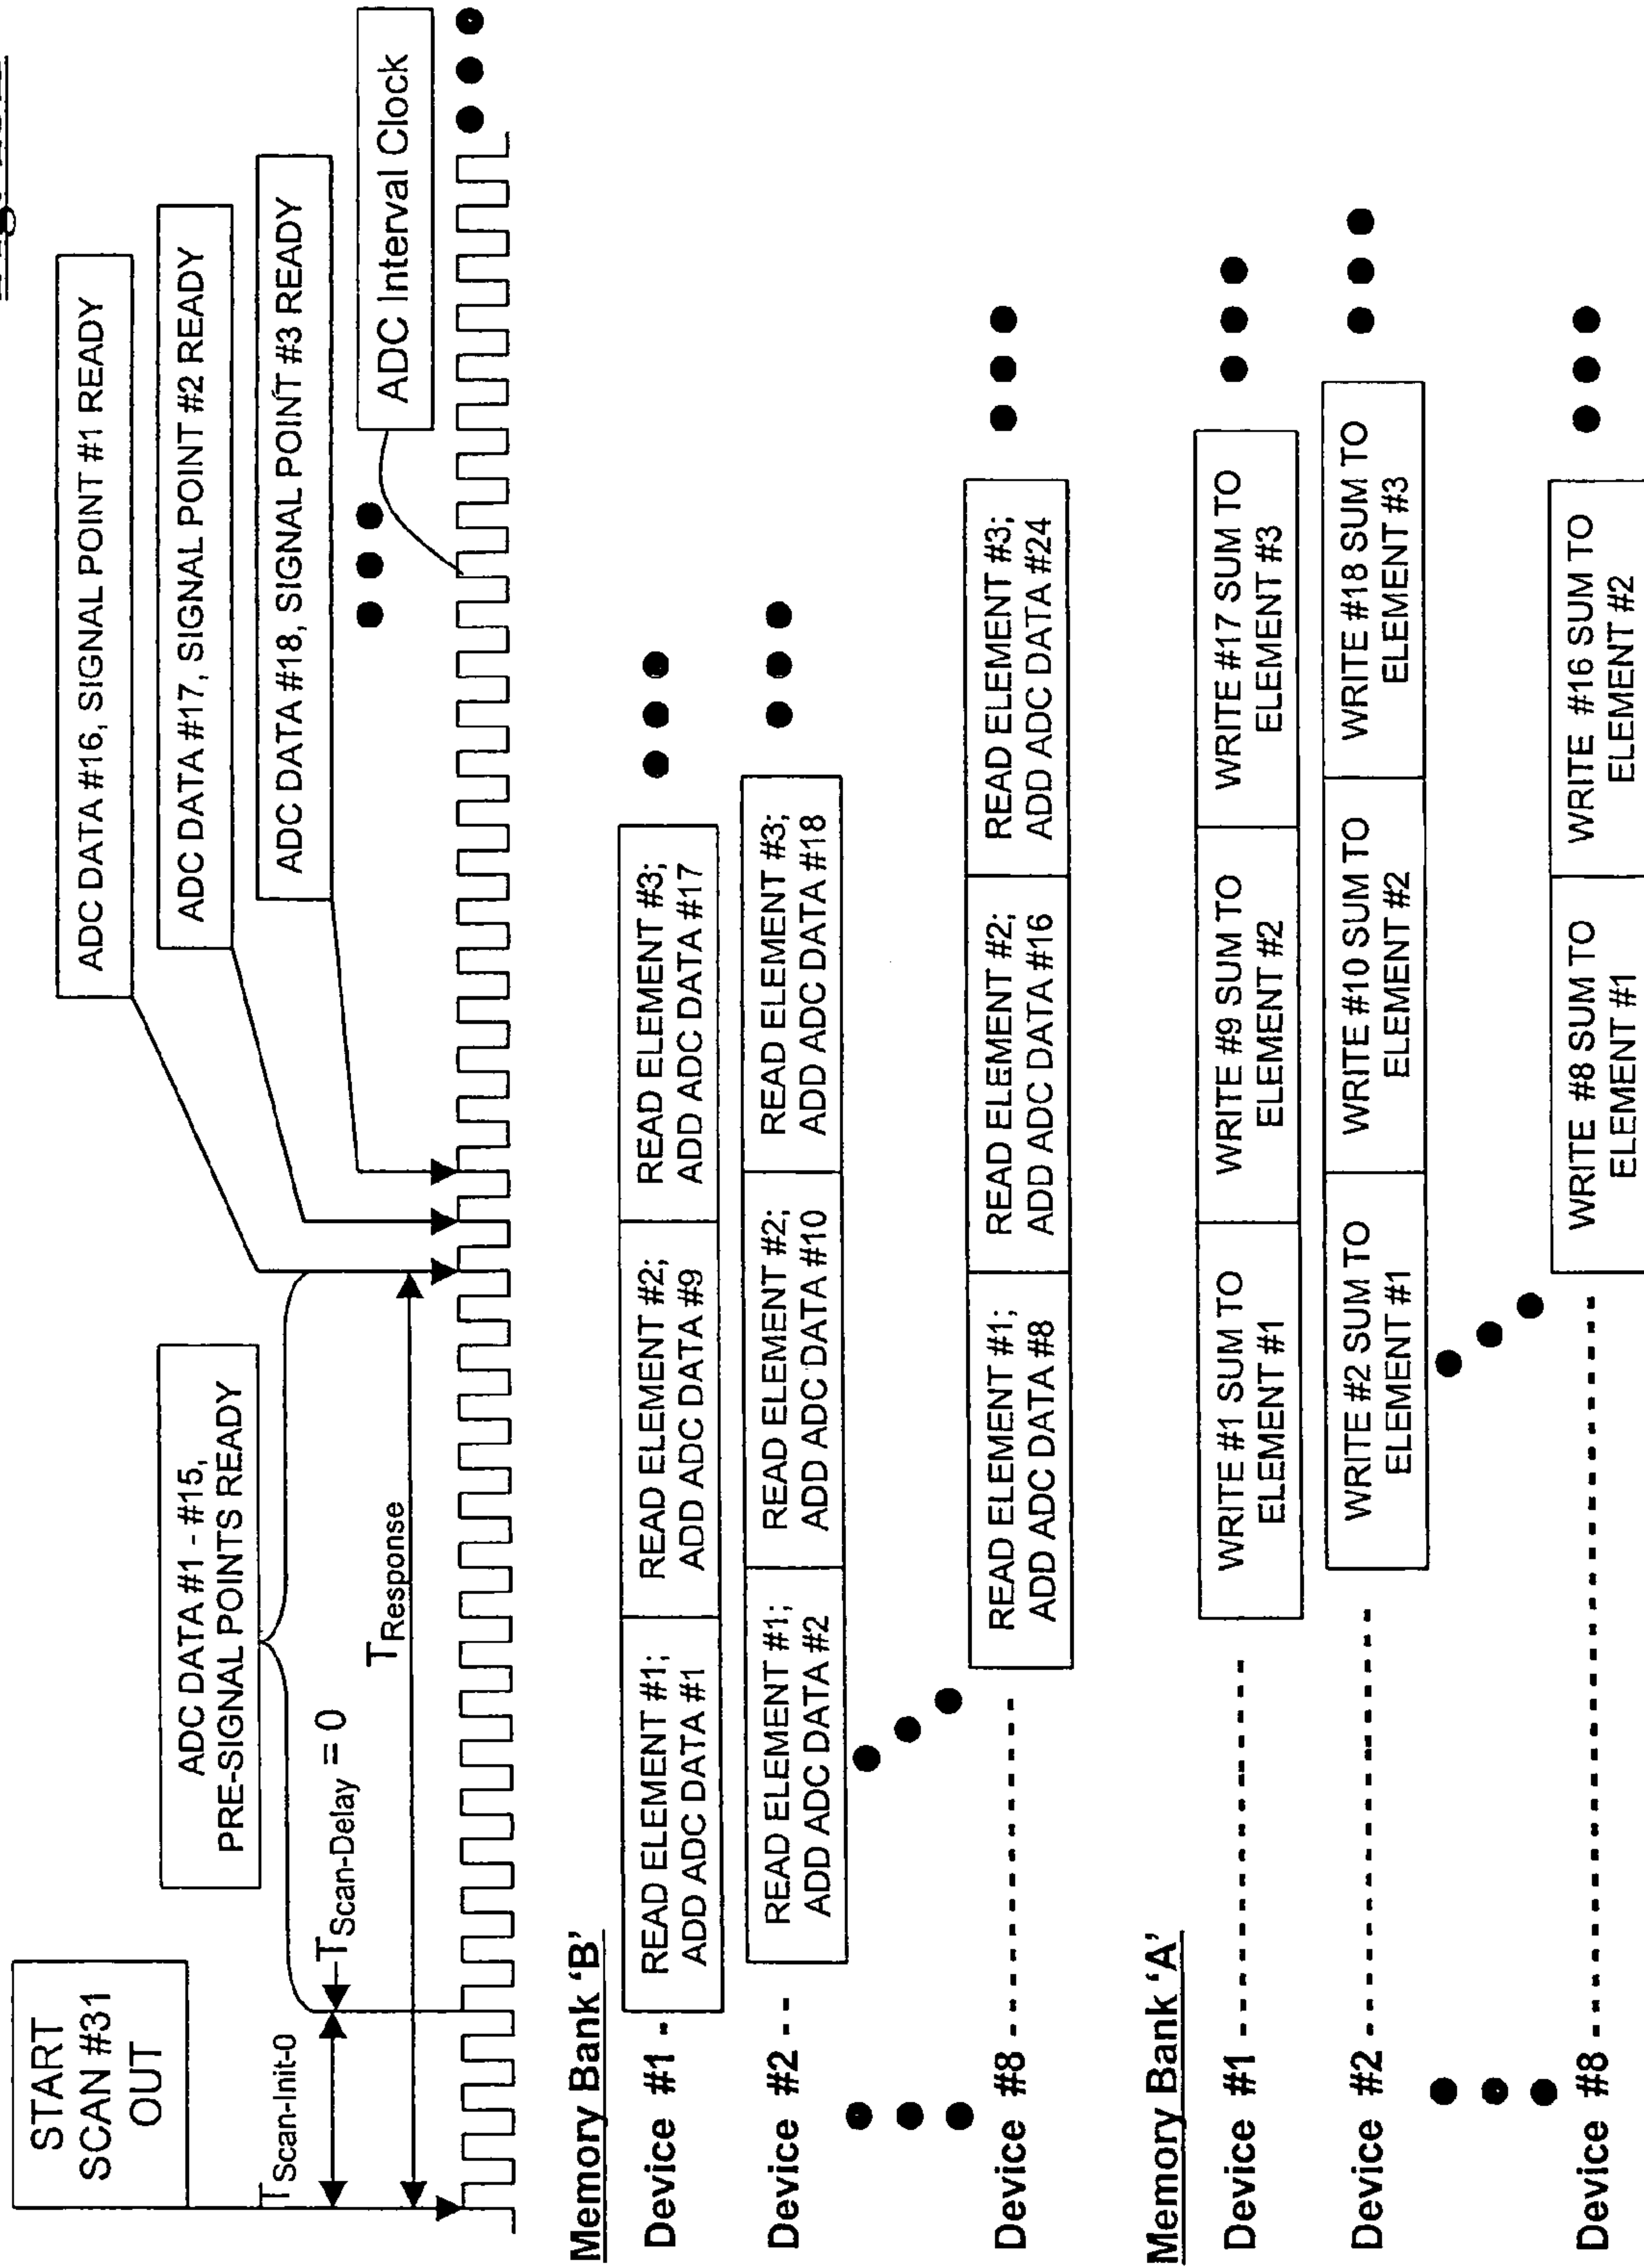 START
SCAN #31
OUT
T Scan-Init-0
T Scan-Delay = 0
T Response
ADC DATA #1 - #15,
PRE-SIGNAL POINTS READY
ADC DATA #16, SIGNAL POINT #1 READY
ADC DATA #17, SIGNAL POINT #2 READY
ADC DATA #18, SIGNAL POINT #3 READY
ADC Interval Clock
Memory Bank ‘B’
Device #1
READ ELEMENT #1;
ADD ADC DATA #1
READ ELEMENT #2;
ADD ADC DATA #9
READ ELEMENT #3;
ADD ADC DATA #17
Device #2
READ ELEMENT #1;
ADD ADC DATA #2
READ ELEMENT #2;
ADD ADC DATA #10
READ ELEMENT #3;
ADD ADC DATA #18
Device #8
READ ELEMENT #1;
ADD ADC DATA #8
READ ELEMENT #2;
ADD ADC DATA #16
READ ELEMENT #3;
ADD ADC DATA #24
Memory Bank ‘A’
Device #1
WRITE #1 SUM TO
ELEMENT #1
WRITE #9 SUM TO
ELEMENT #2
WRITE #17 SUM TO
ELEMENT #3
Device #2
WRITE #2 SUM TO
ELEMENT #1
WRITE #10 SUM TO
ELEMENT #2
WRITE #18 SUM TO
ELEMENT #3
Device #8
WRITE #8 SUM TO
ELEMENT #1
WRITE #16 SUM TO
ELEMENT #2